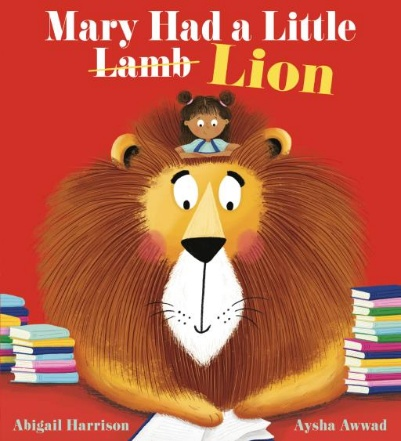 Mary Had a Little
Lamb Lion
Abigail Harrison
Aysha Awwad